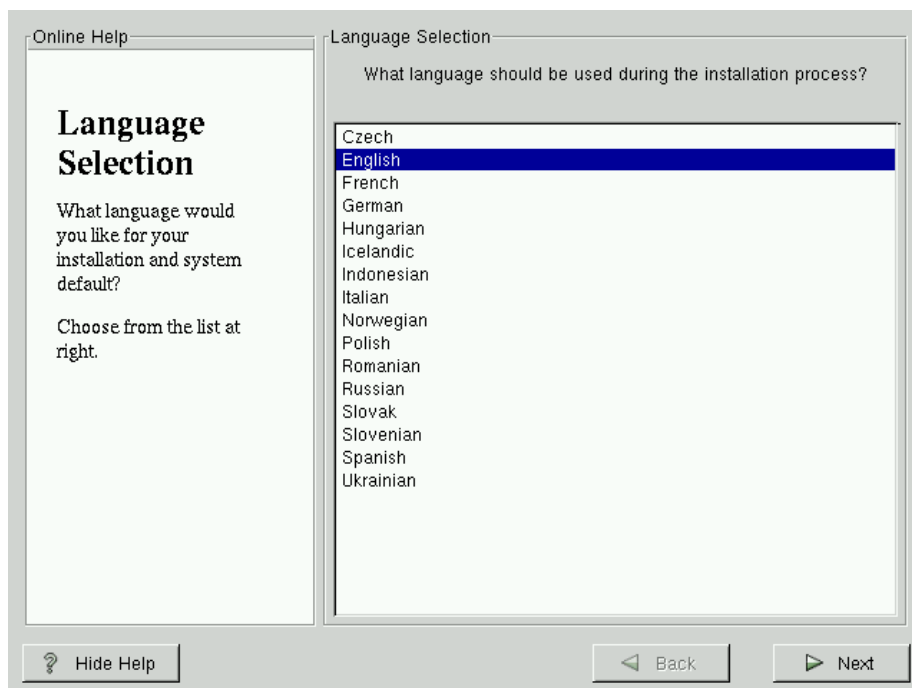 Online Help
Language
Selection
What language would
you like for your
installation and system
default?
Choose from the list at
right.
Language Selection
What language should be used during the installation process?
Czech
English
French
German
Hungarian
Icelandic
Indonesian
Italian
Norwegian
Polish
Romanian
Russian
Slovak
Slovenian
Spanish
Ukrainian
Hide Help
Back
Next